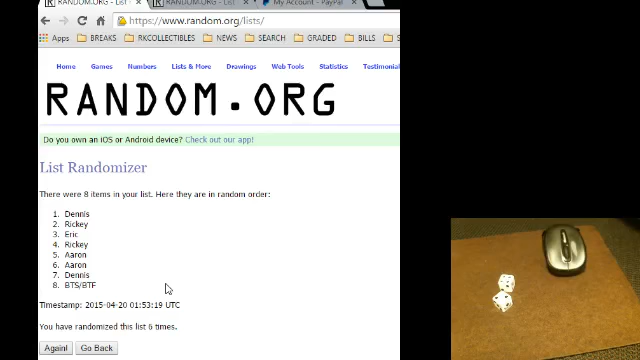 RANDOM.ORG - List
RANDOM.ORG - List
My Account - PayPal
https://www.random.org/lists/
Apps BREAKS RKCOLLECTIBLES NEWS SEARCH GRADED BILLS
Home Games Numbers Lists & More Drawings Web Tools Statistics Testimonial
RANDOM.ORG
Do you own an iOS or Android device? Check out our app!
List Randomizer
There were 8 items in your list. Here they are in random order:
1. Dennis
2. Rickey
3. Eric
4. Rickey
5. Aaron
6. Aaron
7. Dennis
8. BTS/BTF
Timestamp: 2015-04-20 01:53:19 UTC
You have randomized this list 6 times.
Again! Go Back